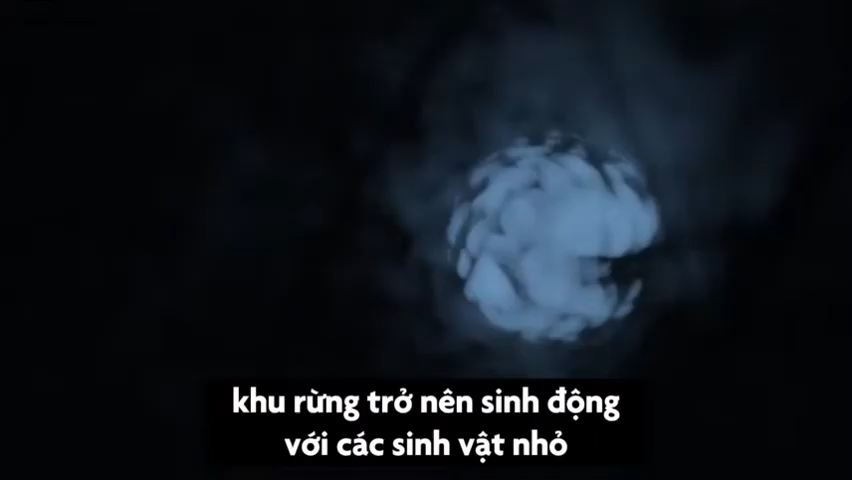 khu rừng trở nên sinh động
với các sinh vật nhỏ